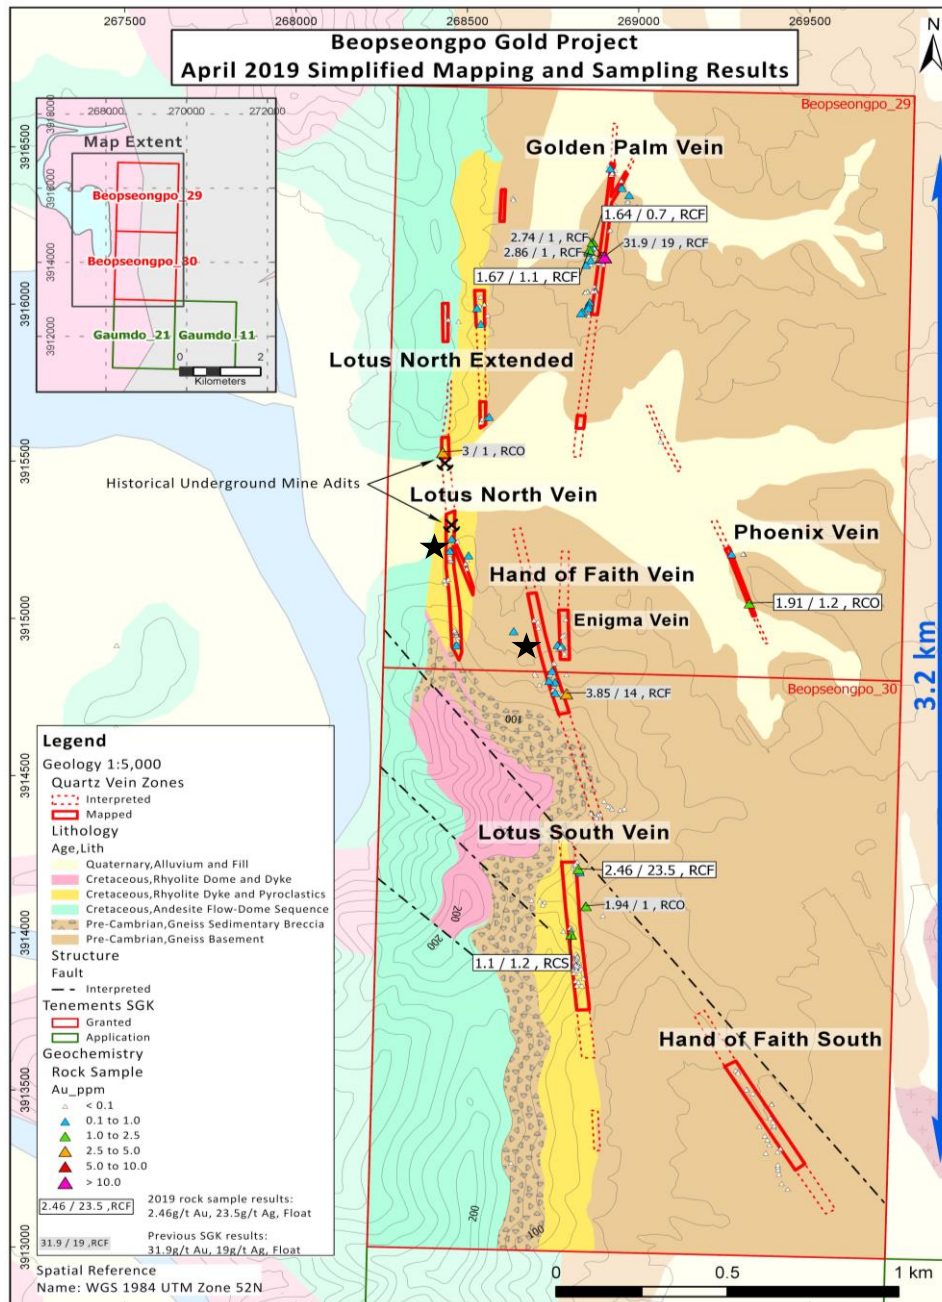 267500
268000
268500
269000
269500
Beopseongpo Gold Project
April 2019 Simplified Mapping and Sampling Results
N
268000
270000
272000
3918000
3916000
3914000
3912000
Map Extent
Beopseongpo_29
Beopseongpo_30
Gaumdo_21
Gaumdo_11
0
2
Kilometers
3916500
3916000
3915500
3915000
3914500
3914000
3913500
3913000
Beopseongpo_29
Golden Palm Vein
1.64 / 0.7 , RCF
2.74 / 1 , RCF
31.9 / 19 , RCF
2.86 / 1 , RCF
1.67 / 1.1 , RCF
Lotus North Extended
3 / 1 , RCO
Historical Underground Mine Adits
Lotus North Vein
Phoenix Vein
Hand of Faith Vein
1.91 / 1.2 , RCO
Enigma Vein
Beopseongpo_30
3.85 / 14 , RCF
3.2 km
100
Lotus South Vein
2.46 / 23.5 , RCF
1.94 / 1 , RCO
200
200
200
1.1 / 1.2 , RCS
Hand of Faith South
200
100
Legend
Geology 1:5,000
Quartz Vein Zones
Interpreted
Mapped
Lithology
Age,Lith
Quaternary,Alluvium and Fill
Cretaceous,Rhyolite Dome and Dyke
Cretaceous,Rhyolite Dyke and Pyroclastics
Cretaceous,Andesite Flow-Dome Sequence
Pre-Cambrian,Gneiss Sedimentary Breccia
Pre-Cambrian,Gneiss Basement
Structure
Fault
Interpreted
Tenements SGK
Granted
Application
Geochemistry
Rock Sample
Au_ppm
< 0.1
0.1 to 1.0
1.0 to 2.5
2.5 to 5.0
5.0 to 10.0
> 10.0
2.46 / 23.5 ,RCF
2019 rock sample results:
2.46g/t Au, 23.5g/t Ag, Float
31.9 / 19 ,RCF
Previous SGK results:
31.9g/t Au, 19g/t Ag, Float
Spatial Reference
Name: WGS 1984 UTM Zone 52N
0
0.5
1 km